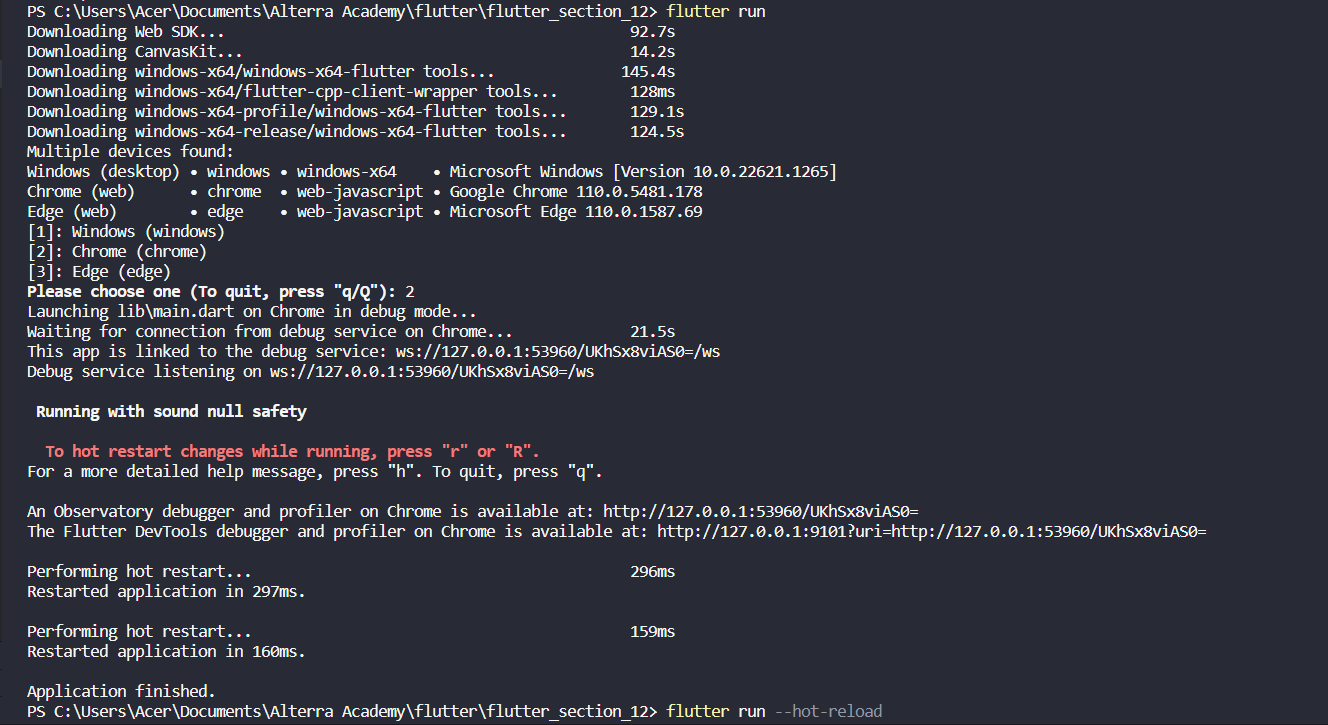 PS C:\Users\Acer\Documents\Alterra Academy\flutter\flutter_section_12> flutter run
Downloading Web SDK... 92.7s
Downloading CanvasKit... 14.2s
Downloading windows-x64/windows-x64-flutter tools... 145.4s
Downloading windows-x64/flutter-cpp-client-wrapper tools... 128ms
Downloading windows-x64-profile/windows-x64-flutter tools... 129.1s
Downloading windows-x64-release/windows-x64-flutter tools... 124.5s
Multiple devices found:
Windows (desktop) • windows • windows-x64 • Microsoft Windows [Version 10.0.22621.1265]
Chrome (web) • chrome • web-javascript • Google Chrome 110.0.5481.178
Edge (web) • edge • web-javascript • Microsoft Edge 110.0.1587.69
[1]: Windows (windows)
[2]: Chrome (chrome)
[3]: Edge (edge)
Please choose one (To quit, press "q/Q"): 2
Launching lib\main.dart on Chrome in debug mode...
Waiting for connection from debug service on Chrome... 21.5s
This app is linked to the debug service: ws://127.0.0.1:53960/UKhSx8viAS0=/ws
Debug service listening on ws://127.0.0.1:53960/UKhSx8viAS0=/ws
Running with sound null safety
To hot restart changes while running, press "r" or "R".
For a more detailed help message, press "h". To quit, press "q".
An Observatory debugger and profiler on Chrome is available at: http://127.0.0.1:53960/UKhSx8viAS0=
The Flutter DevTools debugger and profiler on Chrome is available at: http://127.0.0.1:9101?uri=http://127.0.0.1:53960/UKhSx8viAS0=
Performing hot restart... 296ms
Restarted application in 297ms.
Performing hot restart... 159ms
Restarted application in 160ms.
Application finished.
PS C:\Users\Acer\Documents\Alterra Academy\flutter\flutter_section_12> flutter run --hot-reload